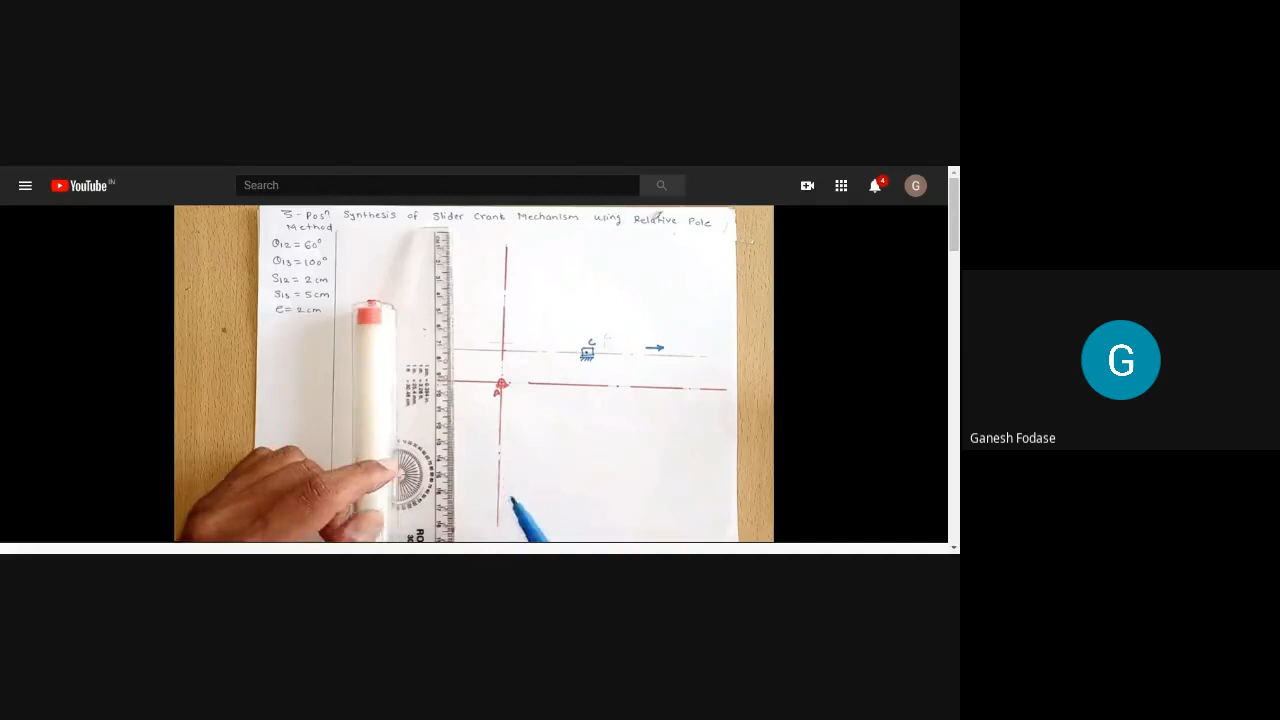 YouTube IN
Search
4
G
3-Posn Synthesis of Slider Crank Mechanism using Relative Pole
Method
θ12 = 60°
θ13 = 100°
S12 = 2 cm
S13 = 5 cm
e = 2 cm
C
G
Ganesh Fodase